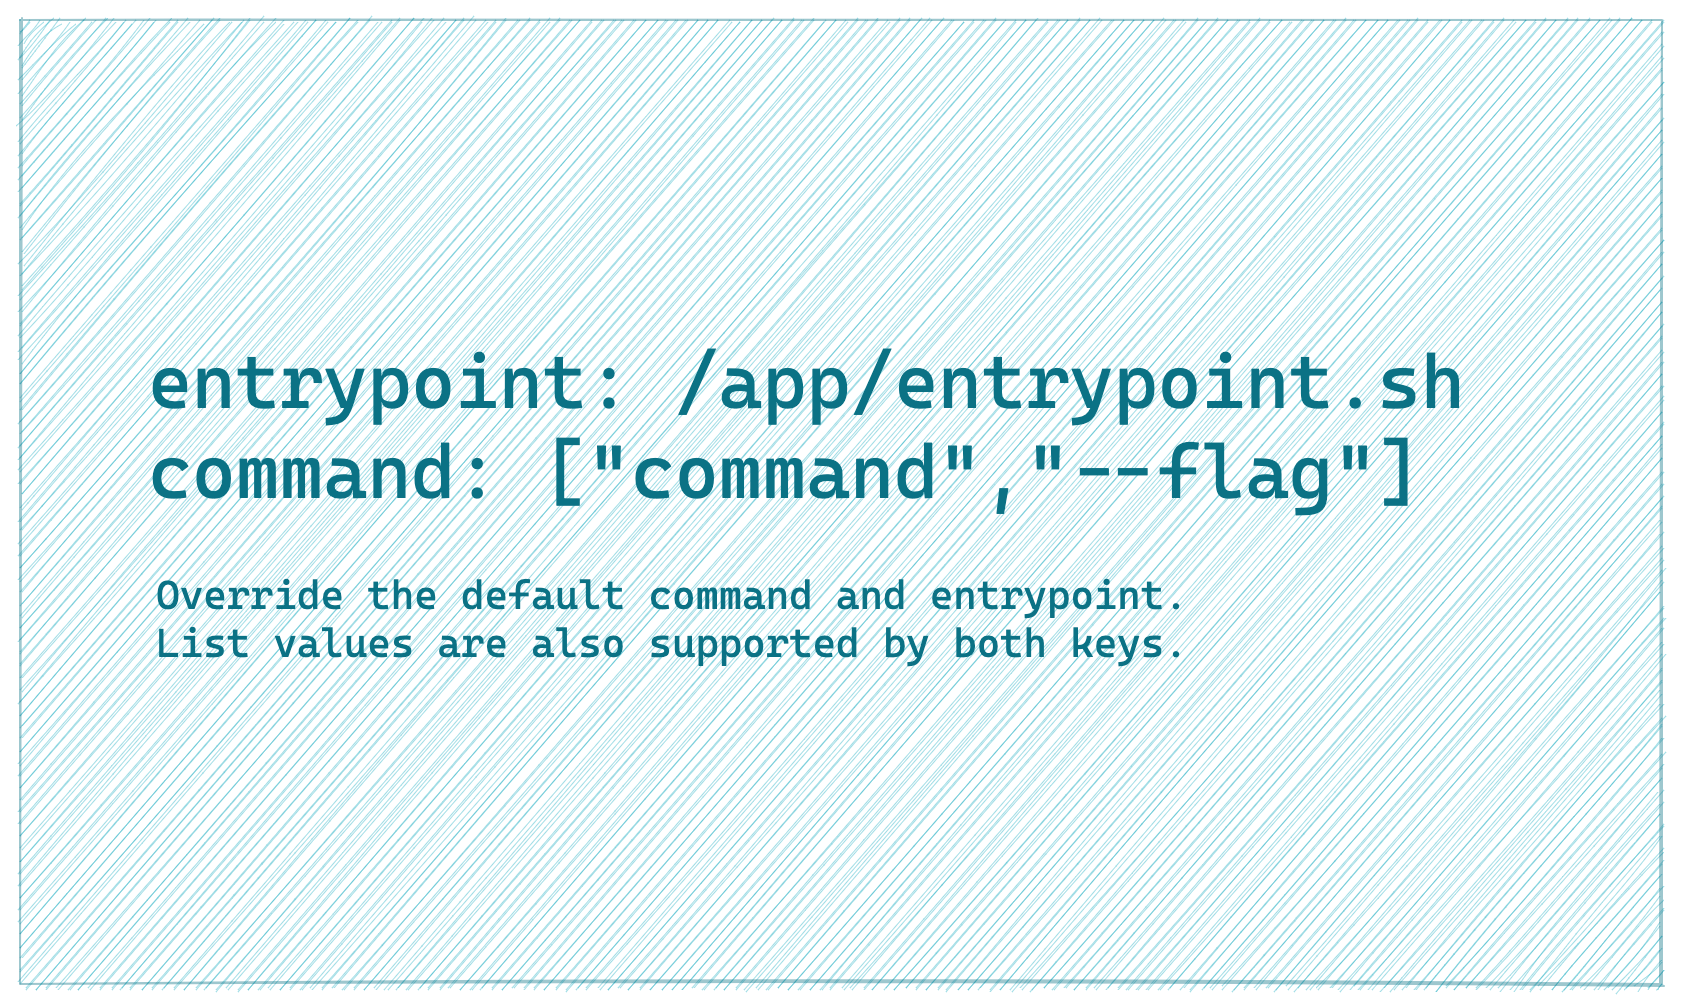 entrypoint: /app/entrypoint.sh
command: ["command","--flag"]
Override the default command and entrypoint.
List values are also supported by both keys.